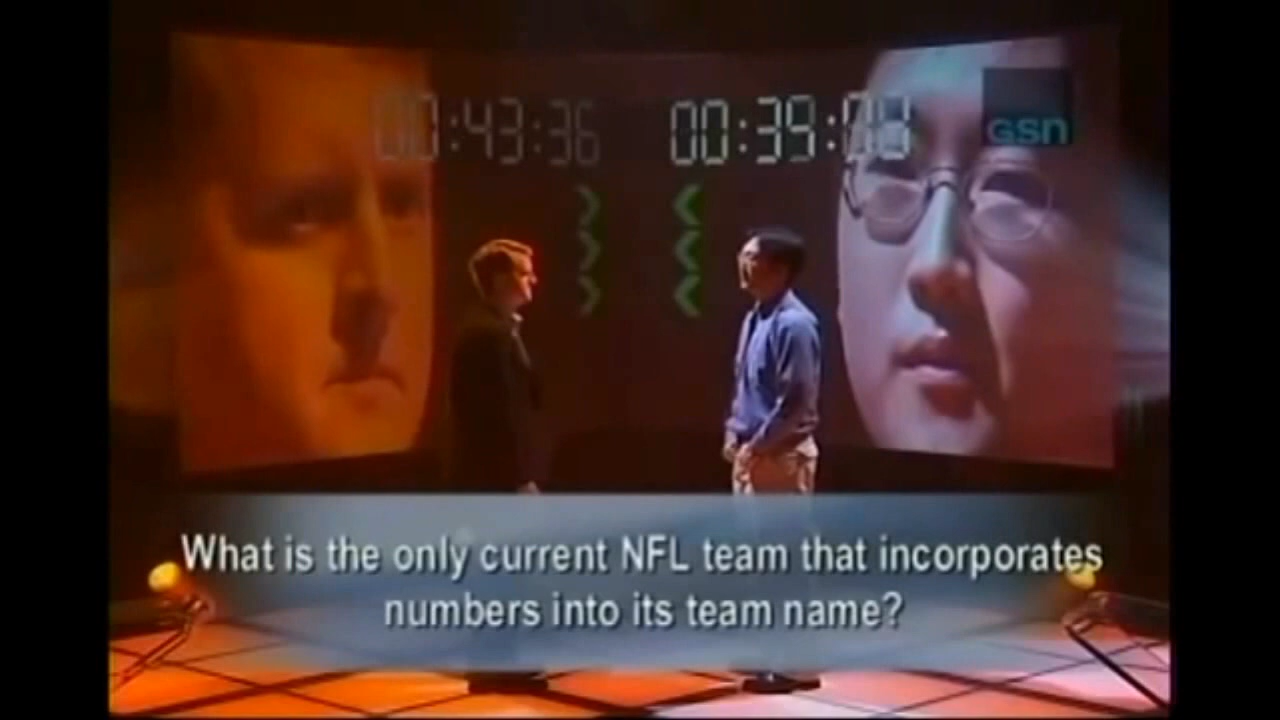 00:43:36
00:39:08
GSN
What is the only current NFL team that incorporates
numbers into its team name?